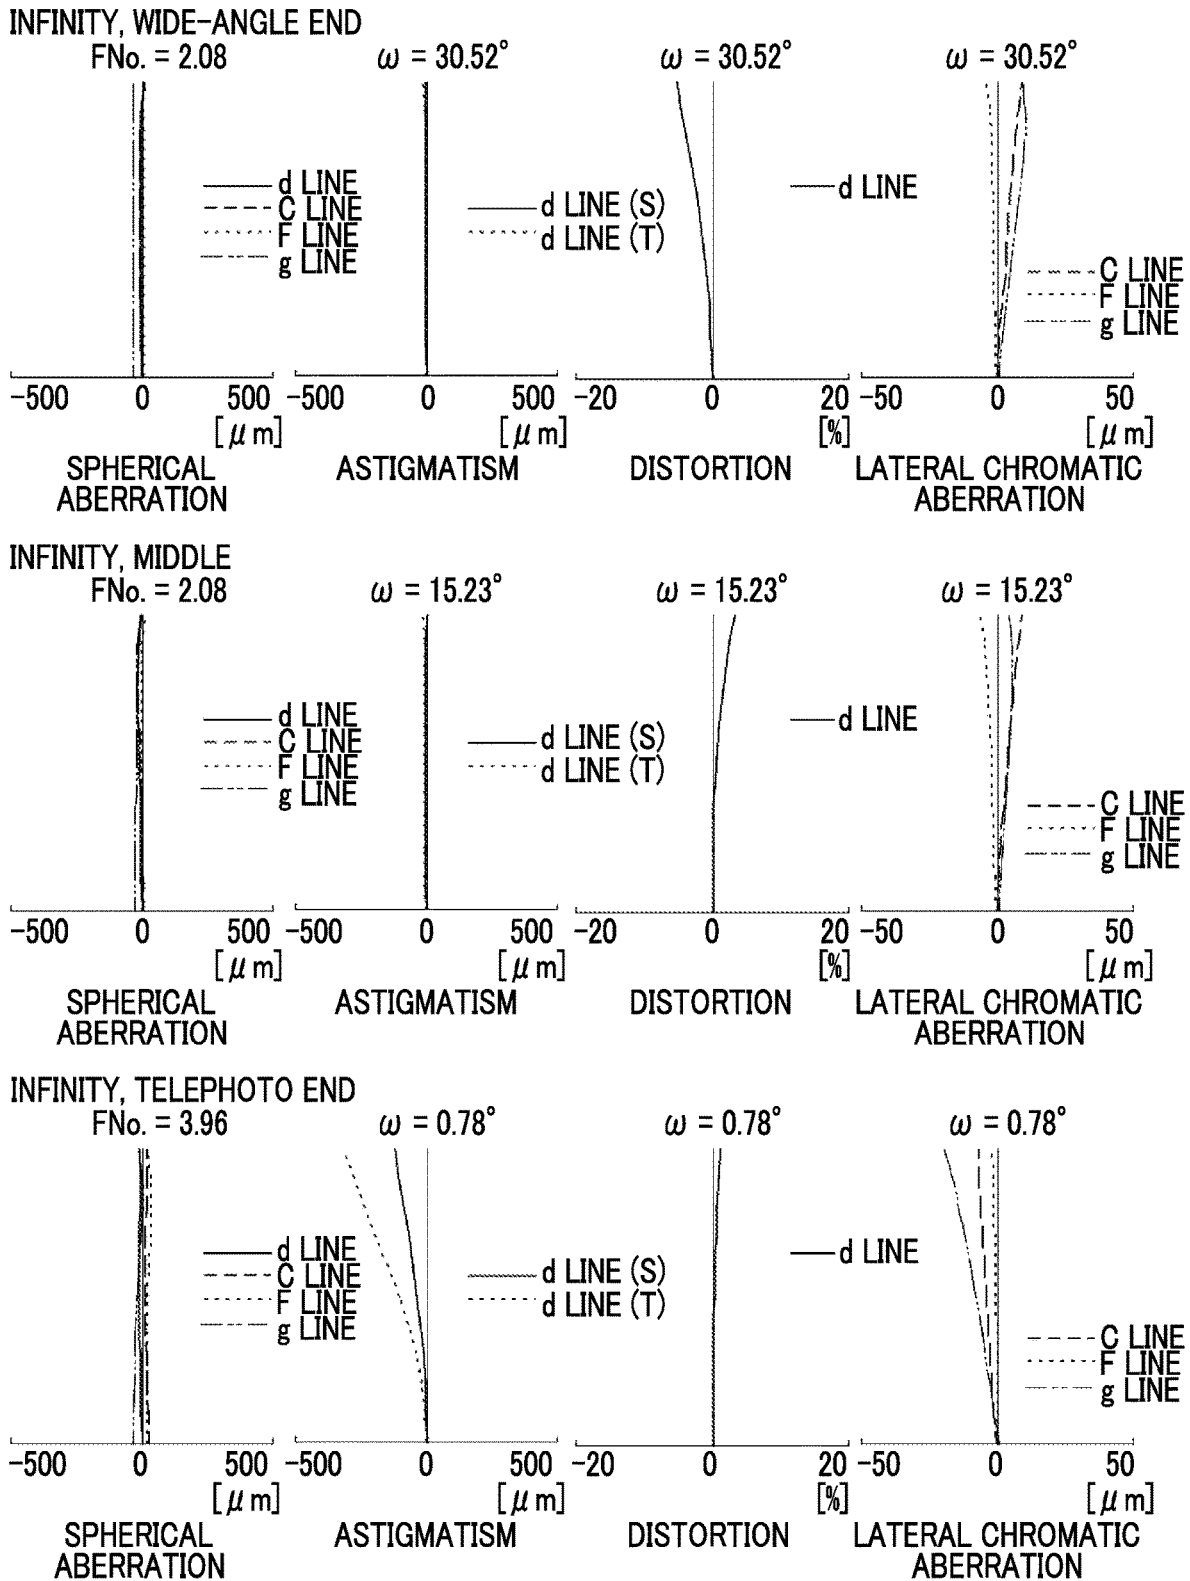 INFINITY, WIDE-ANGLE END
FNo. = 2.08
ω = 30.52°
ω = 30.52°
ω = 30.52°
d LINE
C LINE
F LINE
g LINE
d LINE (S)
d LINE (T)
d LINE
C LINE
F LINE
g LINE
-500 0 500
[μm]
-500 0 500
[μm]
-20 0 20
[%]
-50 0 50
[μm]
SPHERICAL
ABERRATION
ASTIGMATISM
DISTORTION
LATERAL CHROMATIC
ABERRATION
INFINITY, MIDDLE
FNo. = 2.08
ω = 15.23°
ω = 15.23°
ω = 15.23°
d LINE
C LINE
F LINE
g LINE
d LINE (S)
d LINE (T)
d LINE
C LINE
F LINE
g LINE
-500 0 500
[μm]
-500 0 500
[μm]
-20 0 20
[%]
-50 0 50
[μm]
SPHERICAL
ABERRATION
ASTIGMATISM
DISTORTION
LATERAL CHROMATIC
ABERRATION
INFINITY, TELEPHOTO END
FNo. = 3.96
ω = 0.78°
ω = 0.78°
ω = 0.78°
d LINE
C LINE
F LINE
g LINE
d LINE (S)
d LINE (T)
d LINE
C LINE
F LINE
g LINE
-500 0 500
[μm]
-500 0 500
[μm]
-20 0 20
[%]
-50 0 50
[μm]
SPHERICAL
ABERRATION
ASTIGMATISM
DISTORTION
LATERAL CHROMATIC
ABERRATION